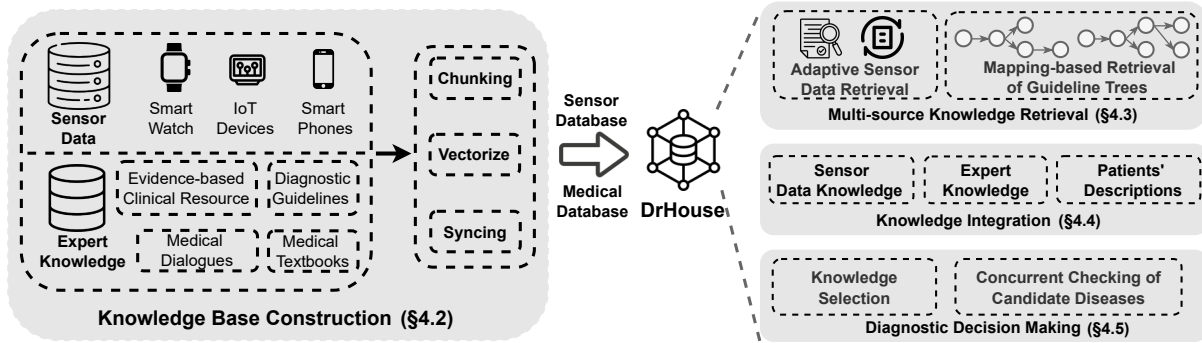 Sensor
Data
Smart
Watch
IoT
Devices
Smart
Phones
Expert
Knowledge
Evidence-based
Clinical Resource
Diagnostic
Guidelines
Medical
Dialogues
Medical
Textbooks
Chunking
Vectorize
Syncing
Knowledge Base Construction (§4.2)
Sensor
Database
Medical
Database
DrHouse
Adaptive Sensor
Data Retrieval
Mapping-based Retrieval
of Guideline Trees
Multi-source Knowledge Retrieval (§4.3)
Sensor
Data Knowledge
Expert
Knowledge
Patients'
Descriptions
Knowledge Integration (§4.4)
Knowledge
Selection
Concurrent Checking of
Candidate Diseases
Diagnostic Decision Making (§4.5)